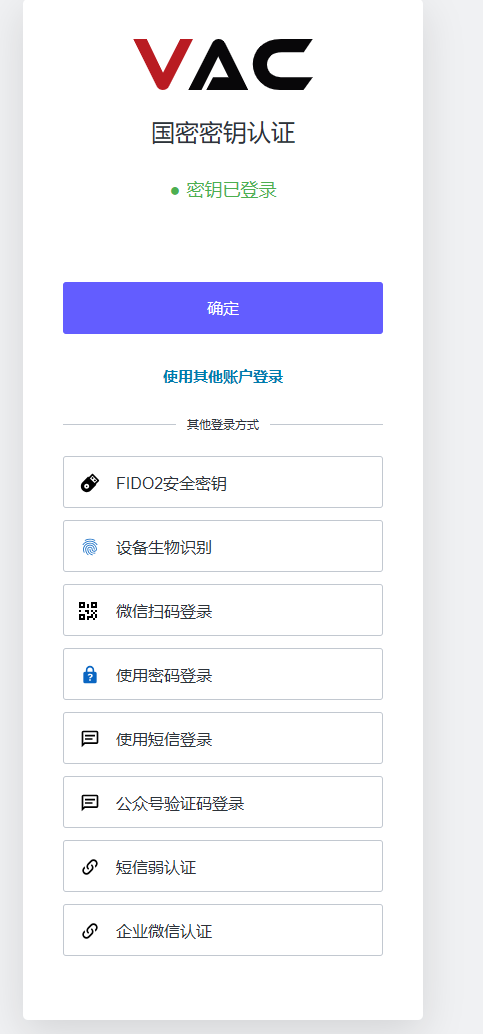 VAC
国密密钥认证
密钥已登录
确定
使用其他账户登录
其他登录方式
FIDO2安全密钥
设备生物识别
微信扫码登录
使用密码登录
使用短信登录
公众号验证码登录
短信弱认证
企业微信认证